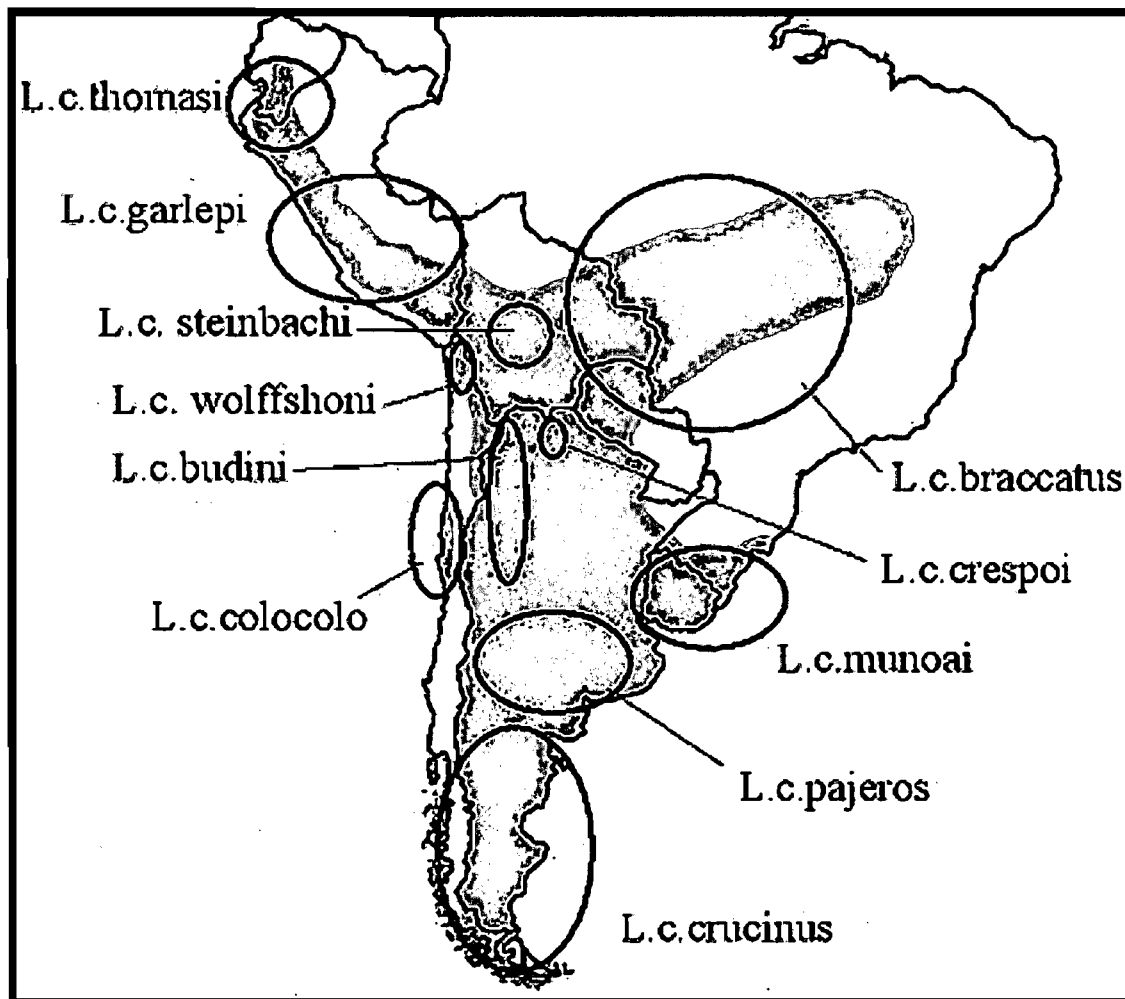 L.c.thomasi
L.c.garlepi
L.c. steinbachi
L.c. wolffshoni
L.c.budini
L.c.braccatus
L.c.crespoi
L.c.colocolo
L.c.munoai
L.c.pajeros
L.c.crucinus